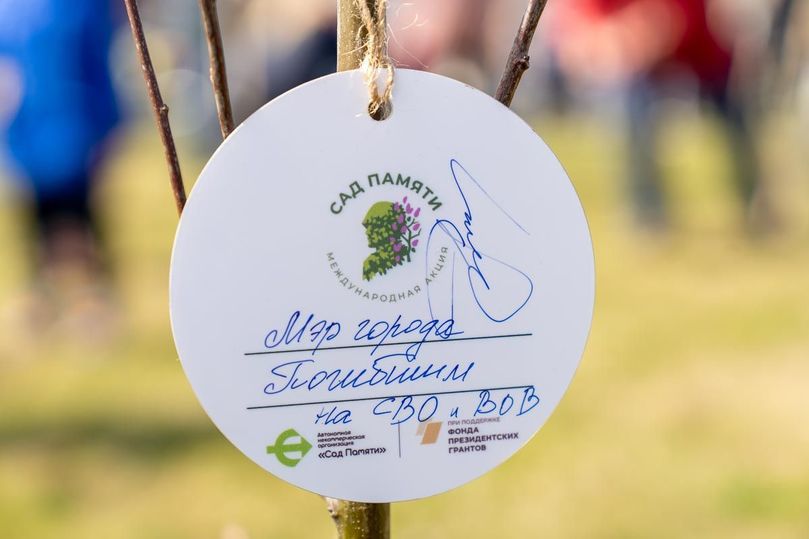 САД ПАМЯТИ
МЕЖДУНАРОДНАЯ АКЦИЯ
Мэр города
Погибшим
на СВО и ВОВ
Автономная
некоммерческая
организация
«Сад Памяти»
ПРИ ПОДДЕРЖКЕ
ФОНДА
ПРЕЗИДЕНТСКИХ
ГРАНТОВ